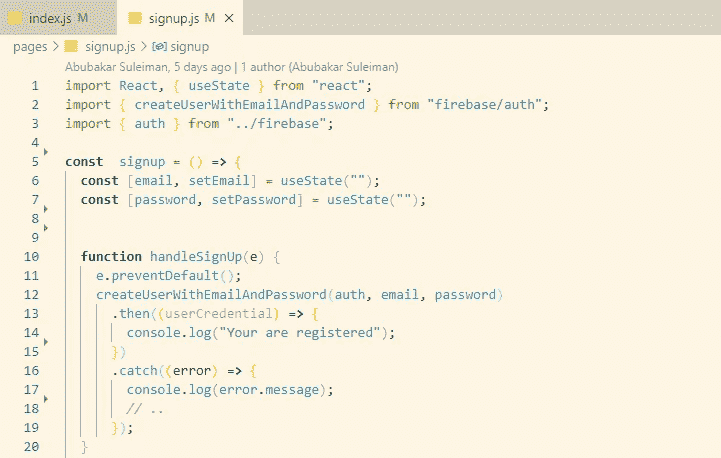 index.js M signup.js M ×
pages > signup.js > signup
Abubakar Suleiman, 5 days ago | 1 author (Abubakar Suleiman)
1 import React, { useState } from "react";
2 import { createUserWithEmailAndPassword } from "firebase/auth";
3 import { auth } from "../firebase";
4
5 const  signup = () => {
6   const [email, setEmail] = useState("");
7   const [password, setPassword] = useState("");
8
9
10   function handleSignUp(e) {
11     e.preventDefault();
12     createUserWithEmailAndPassword(auth, email, password)
13       .then((userCredential) => {
14         console.log("Your are registered");
15       })
16       .catch((error) => {
17         console.log(error.message);
18         // ..
19       });
20   }